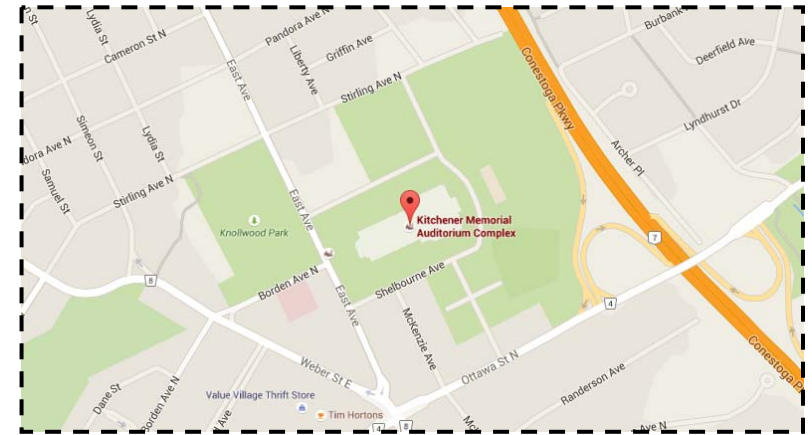 Lydia St
Cameron St N
Pandora Ave N
Griffin Ave
Liberty Ave
East Ave
Stirling Ave N
Conestoga Pkwy
Burbank
Deerfield Ave
Lyndhurst Dr
Archer Pl
Simeon St
Lydia St
Samuel St
Stirling Ave N
Knollwood Park
East Ave
Kitchener Memorial
Auditorium Complex
7
8
Borden Ave N
Shelbourne Ave
East Ave
McKenzie Ave
4
Ottawa St N
Weber St E
Conestoga P
Randerson Ave
Dane St
Borden Ave N
Value Village Thrift Store
Tim Hortons
4
8
Ave N